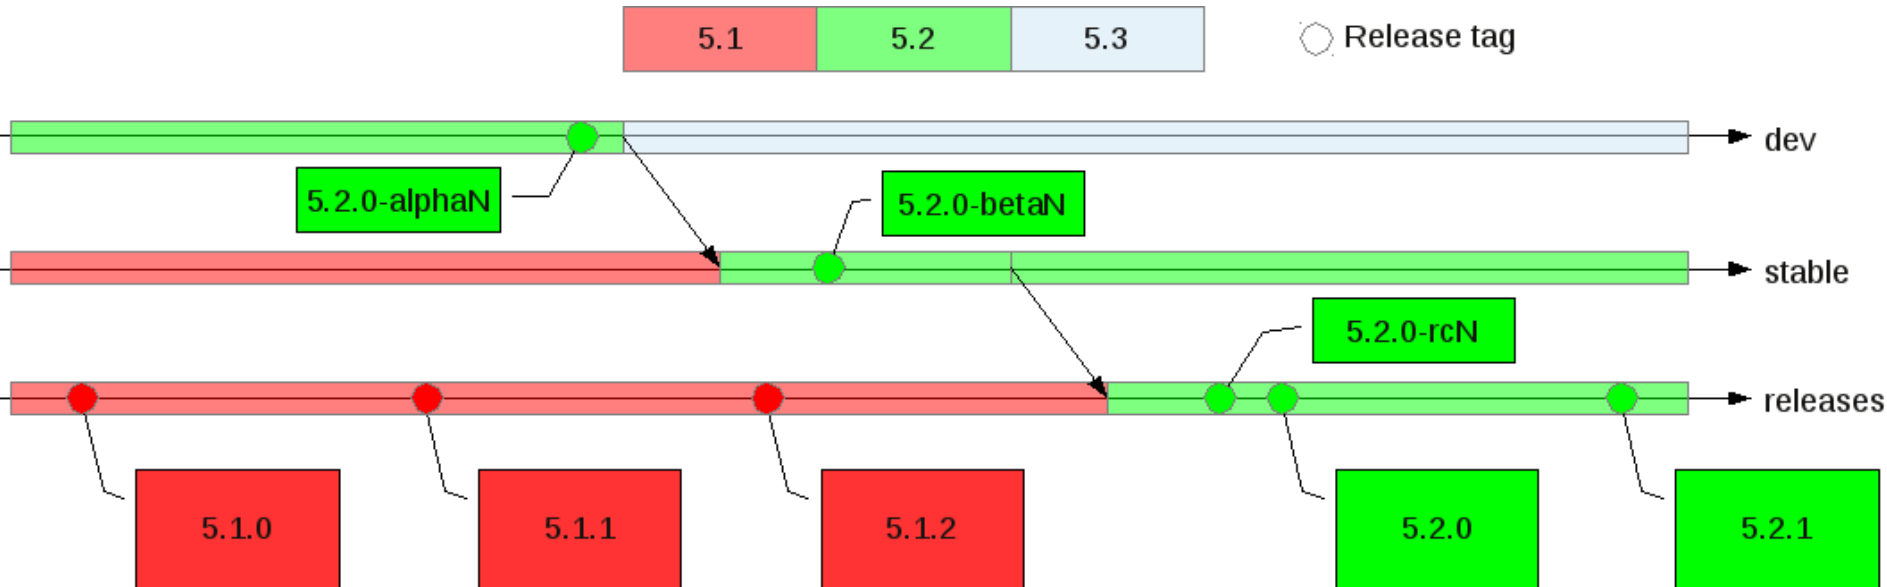 5.1 5.2 5.3 Release tag
dev
5.2.0-alphaN 5.2.0-betaN
stable
5.2.0-rcN
releases
5.1.0 5.1.1 5.1.2 5.2.0 5.2.1